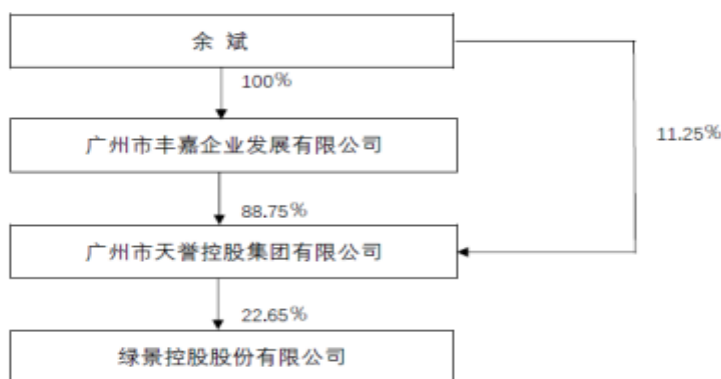 余 斌
100%
广州市丰嘉企业发展有限公司
11.25%
88.75%
广州市天誉控股集团有限公司
22.65%
绿景控股股份有限公司